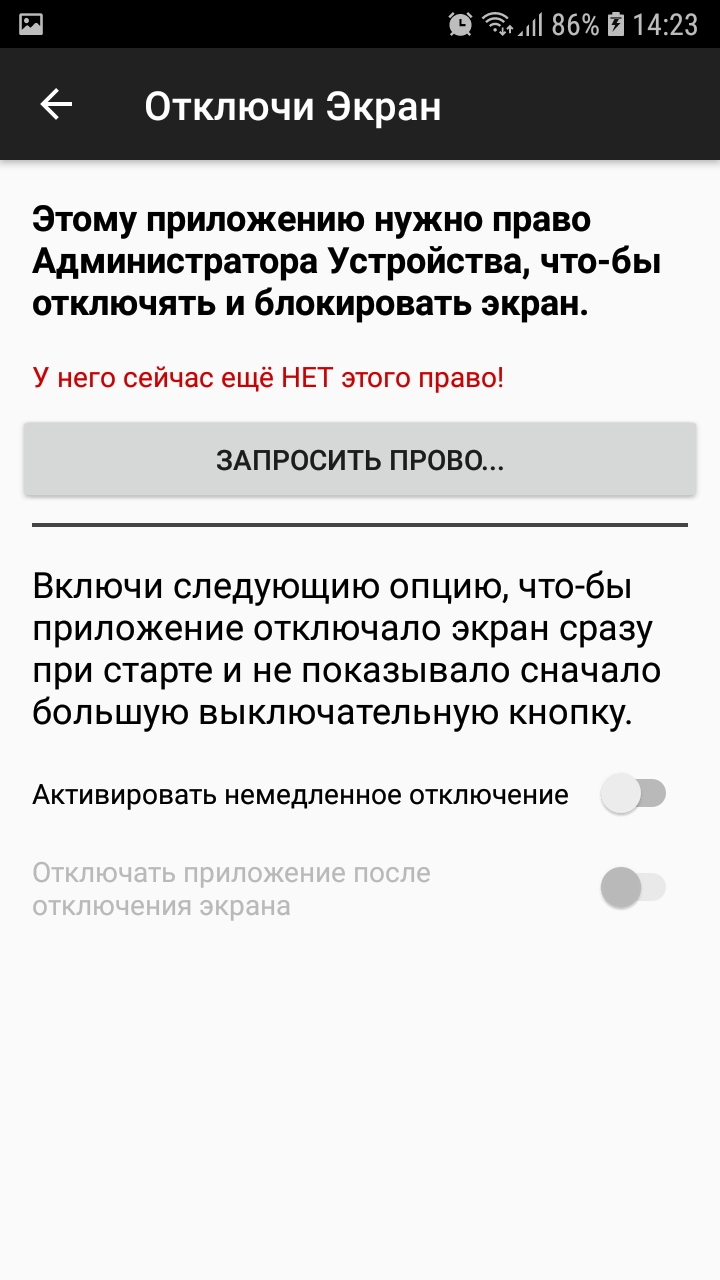 86% 14:23
Отключи Экран
Этому приложению нужно право
Администратора Устройства, что-бы
отключять и блокировать экран.
У него сейчас ещё НЕТ этого право!
ЗАПРОСИТЬ ПРОВО...
Включи следующию опцию, что-бы
приложение отключало экран сразу
при старте и не показывало сначало
большую выключательную кнопку.
Активировать немедленное отключение
Отключать приложение после
отключения экрана